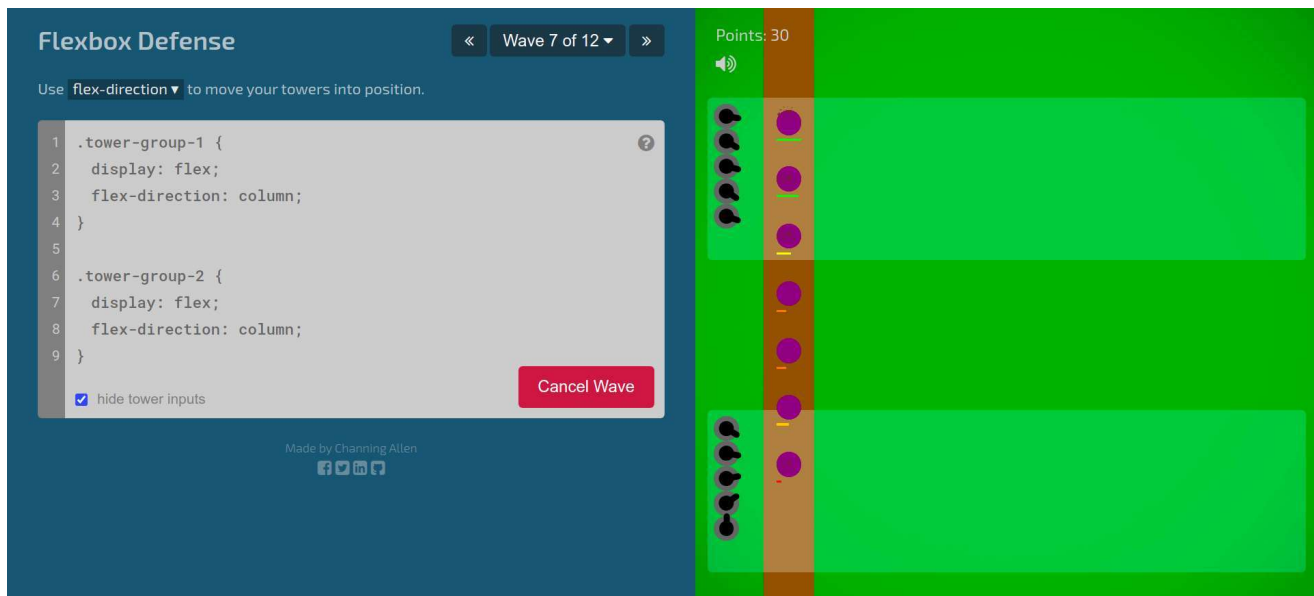 Flexbox Defense
« Wave 7 of 12 ▾ »
Use flex-direction ▼ to move your towers into position.
1 .tower-group-1 {
2 display: flex;
3 flex-direction: column;
4 }
5
6 .tower-group-2 {
7 display: flex;
8 flex-direction: column;
9 }
hide tower inputs
Cancel Wave
Made by Channing Allen
Points: 30